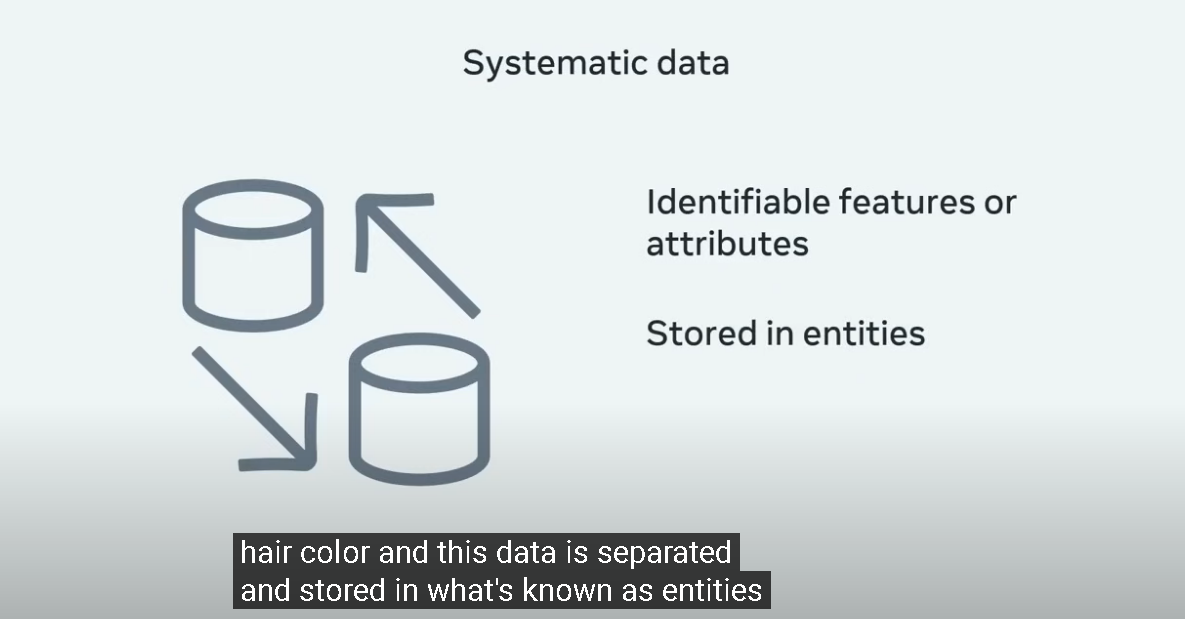 Systematic data
Identifiable features or
attributes
Stored in entities
hair color and this data is separated
and stored in what's known as entities